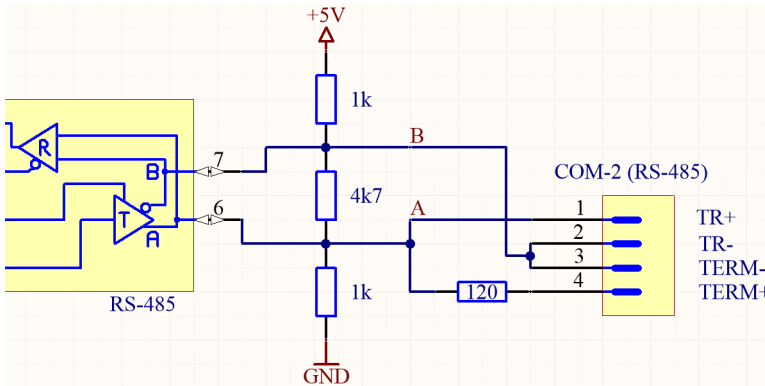 +5V
1k
R
7
B
B
COM-2 (RS-485)
4k7
6
A
1
TR+
T
2
TR-
A
3
TERM-
1k
120
4
TERM+
RS-485
GND